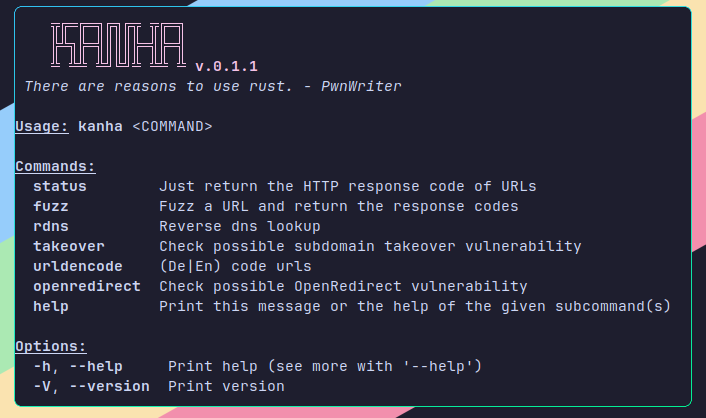 KANHA v.0.1.1
There are reasons to use rust. - PwnWriter
Usage: kanha <COMMAND>
Commands:
status Just return the HTTP response code of URLs
fuzz Fuzz a URL and return the response codes
rdns Reverse dns lookup
takeover Check possible subdomain takeover vulnerability
urldencode (De|En) code urls
openredirect Check possible OpenRedirect vulnerability
help Print this message or the help of the given subcommand(s)
Options:
-h, --help Print help (see more with '--help')
-V, --version Print version